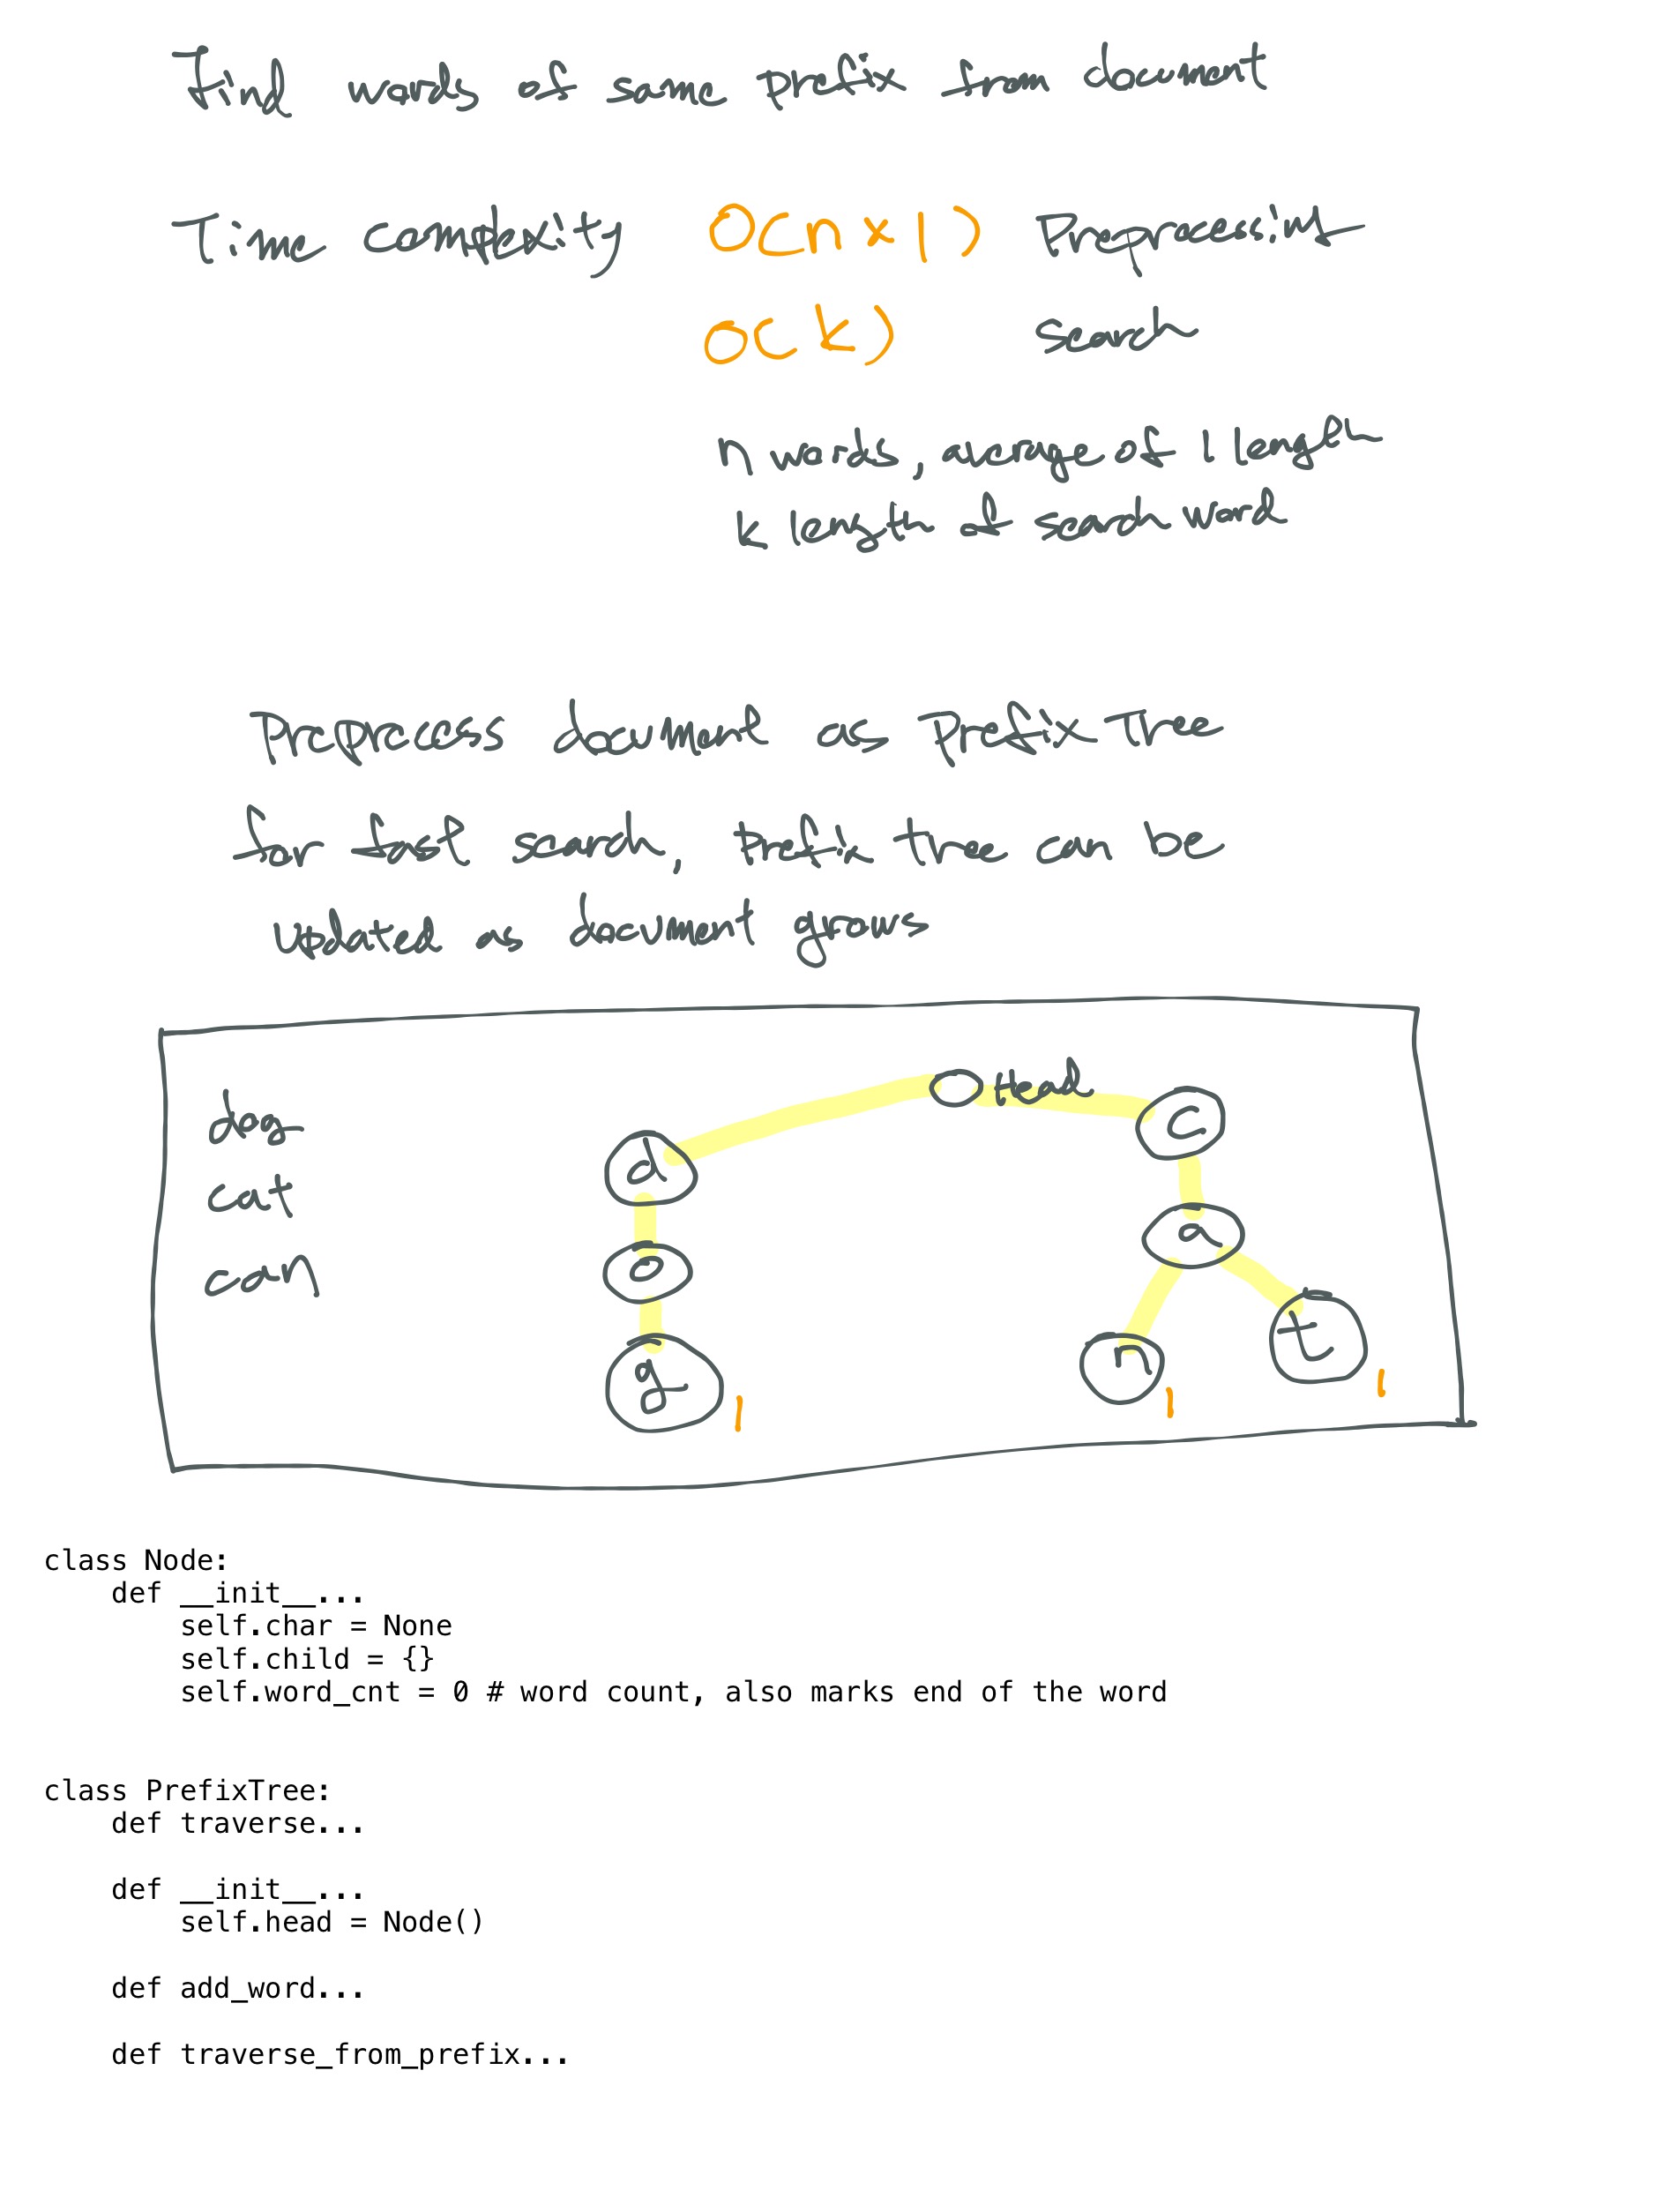 Find words of same prefix from document
Time complexity O(n x l) Preprocessing
O(k) search
n words, average of l length
k length of search word
Preprocess document as Prefix Tree
for fast search, prefix tree can be
updated as document grows
Head
dog
d
c
cat
o
a
can
g
n
t
1
1
1
class Node:
    def __init__...
        self.char = None
        self.child = {}
        self.word_cnt = 0 # word count, also marks end of the word
class PrefixTree:
    def traverse...
    def __init__...
        self.head = Node()
    def add_word...
    def traverse_from_prefix...